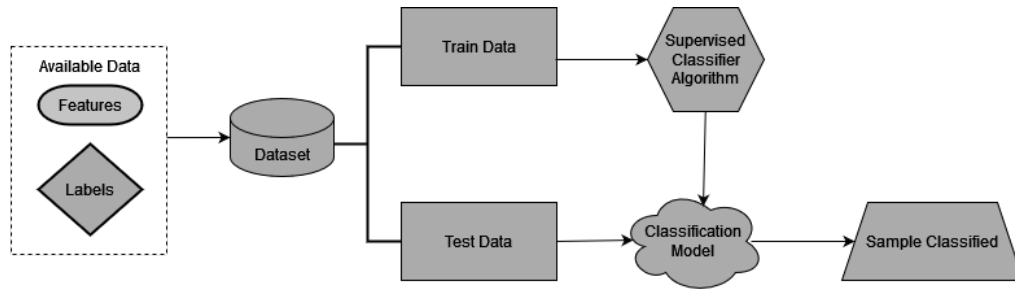 Available Data
Features
Labels
Dataset
Train Data
Test Data
Supervised
Classifier
Algorithm
Classification
Model
Sample Classified